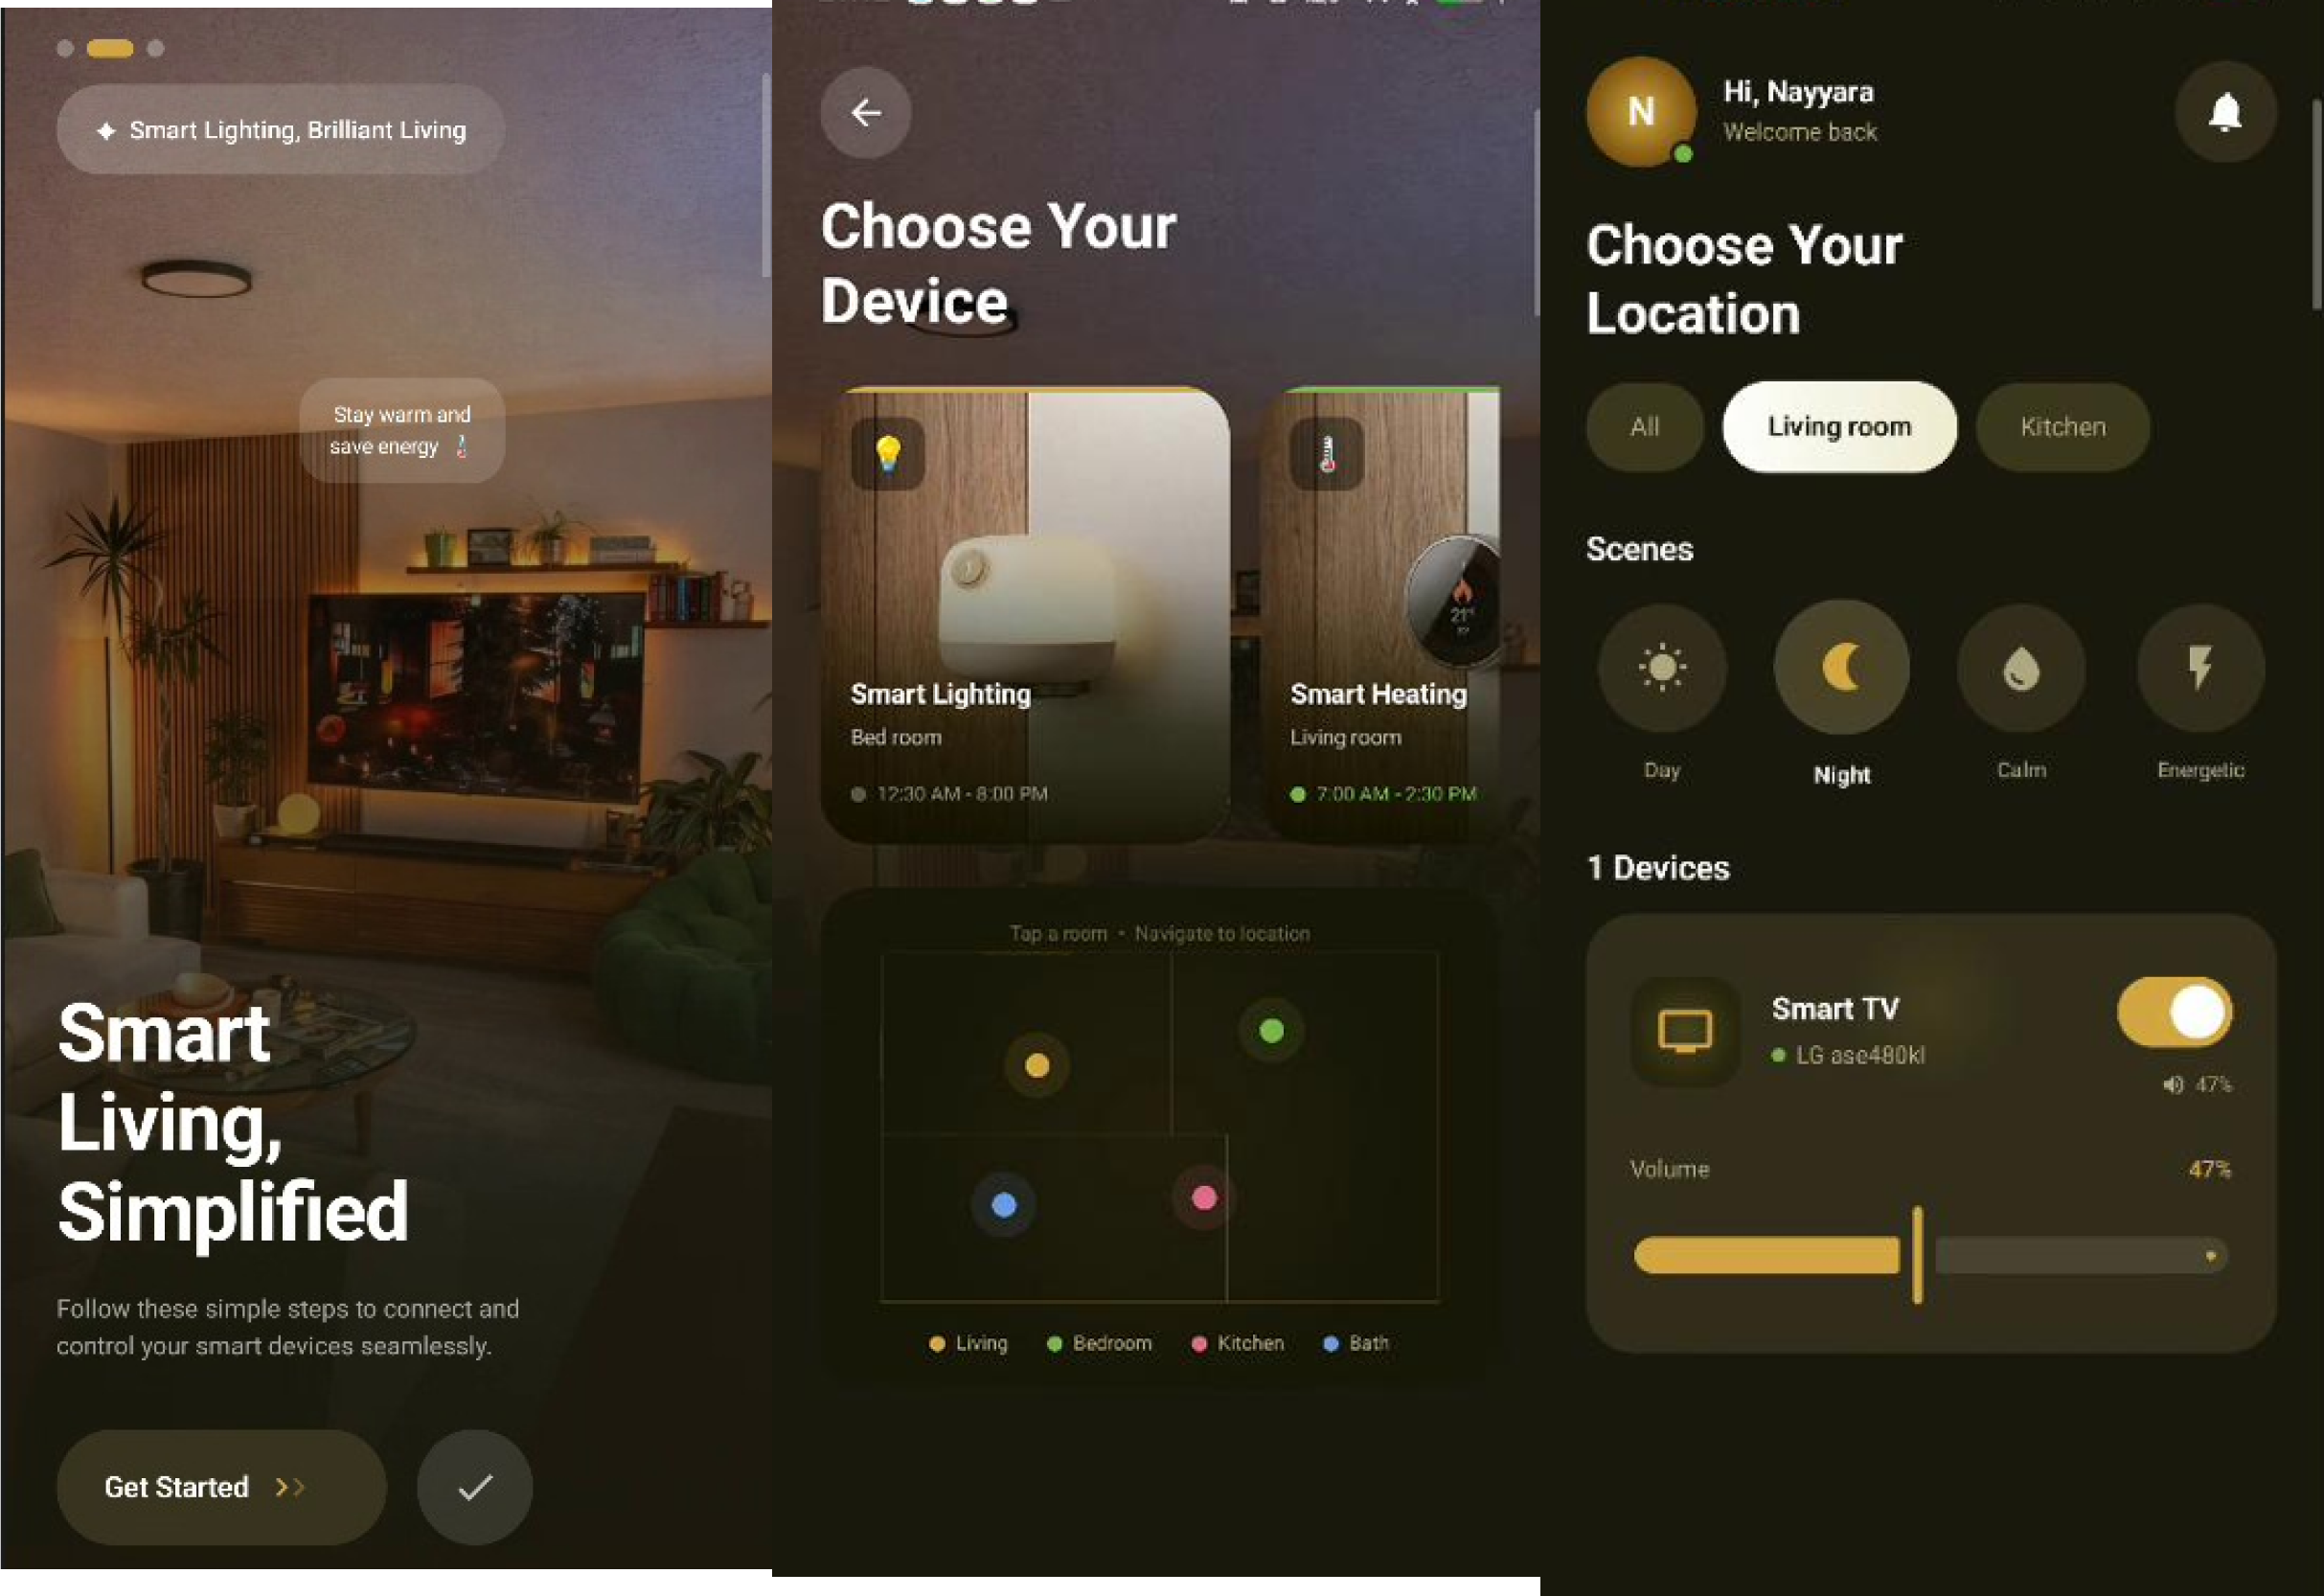 Smart Lighting, Brilliant Living
Stay warm and
save energy
Smart
Living,
Simplified
Follow these simple steps to connect and
control your smart devices seamlessly.
Get Started
Choose Your
Device
21°
Smart Lighting
Bed room
12:30 AM - 8:00 PM
Smart Heating
Living room
7:00 AM - 2:30 PM
Tap a room • Navigate to location
Living
Bedroom
Kitchen
Bath
N
Hi, Nayyara
Welcome back
Choose Your
Location
All
Living room
Kitchen
Scenes
Day
Night
Calm
Energetic
1 Devices
Smart TV
LG ase480kl
47%
Volume
47%